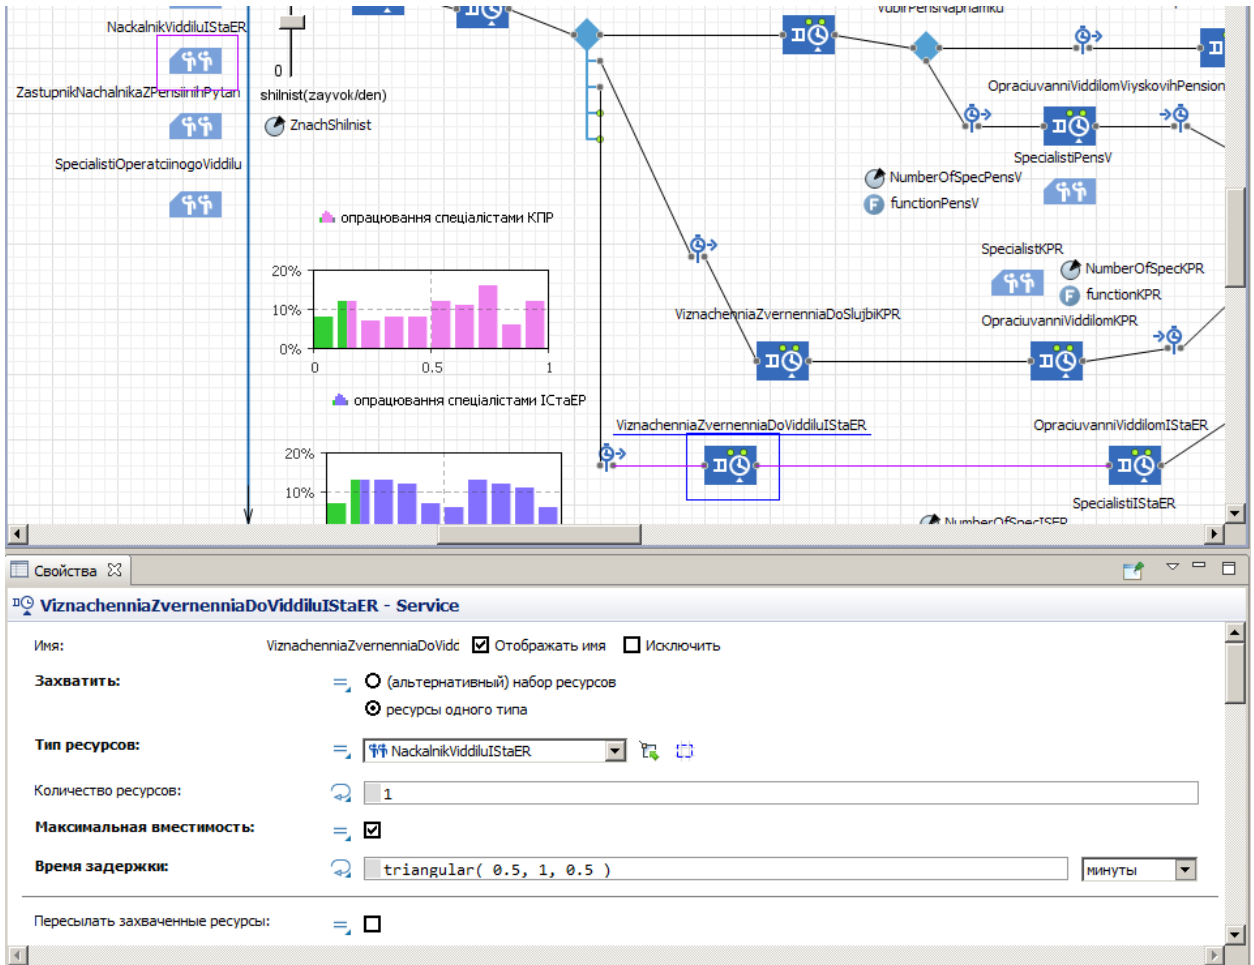 VubirPensNapriamku
NackalnikViddiluIStaER
0
ZastupnikNachalnikaZPensiinihPytan
shilnist(zayvok/den)
OpraciuvanniViddilomViyskovihPension
ZnachShilnist
SpecialistiOperatciinogoViddilu
SpecialistiPensV
NumberOfSpecPensV
functionPensV
опрацювання спеціалістами КПР
SpecialistKPR
20%
NumberOfSpecKPR
10%
functionKPR
ViznachenniaZvernenniaDoSlujbiKPR
OpraciuvanniViddilomKPR
0%
0 0.5 1
опрацювання спеціалістами ІСтаЕР
ViznachenniaZvernenniaDoViddiluIStaER
OpraciuvanniViddilomIStaER
20%
10%
SpecialistiIStaER
NumberOfSpecISER
Свойства
ViznachenniaZvernenniaDoViddiluIStaER - Service
Имя: ViznachenniaZvernenniaDoVidd Отображать имя Исключить
Захватить: (альтернативный) набор ресурсов
ресурсы одного типа
Тип ресурсов: NackalnikViddiluIStaER
Количество ресурсов: 1
Максимальная вместимость:
Время задержки: triangular( 0.5, 1, 0.5 ) минуты
Пересылать захваченные ресурсы: